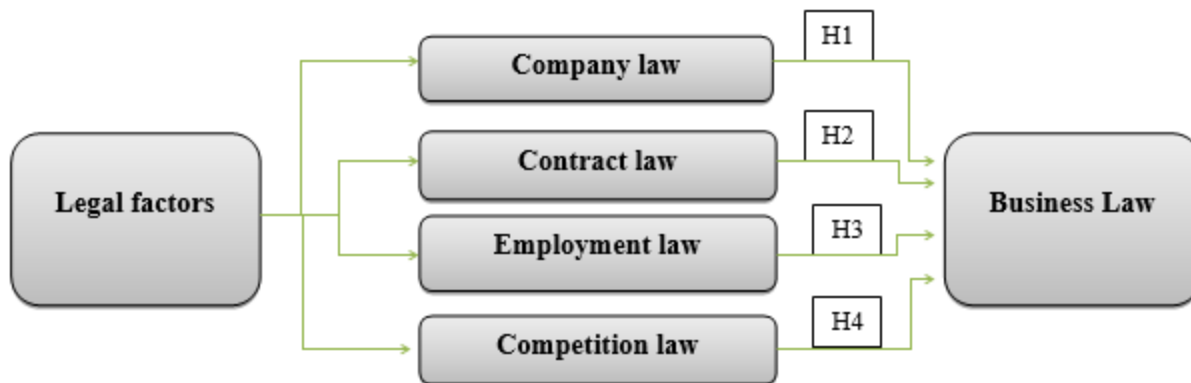 H1
Company law
H2
Contract law
Legal factors
Business Law
H3
Employment law
H4
Competition law